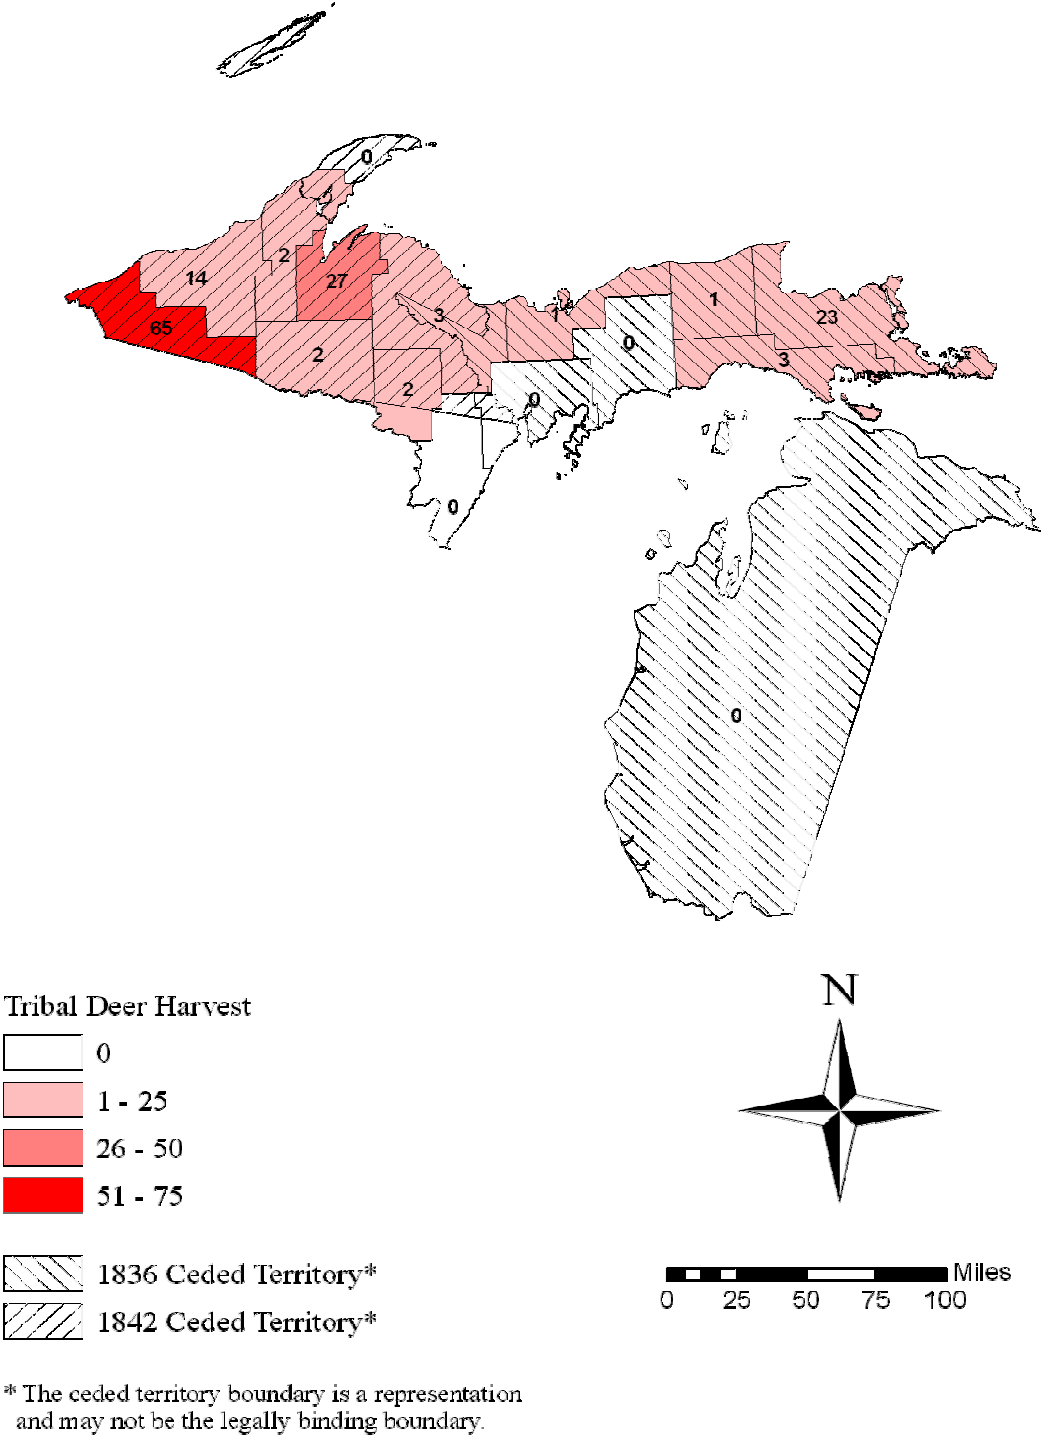 0
2
14
27
65
3
1
1
23
0
2
3
2
0
0
0
N
Tribal Deer Harvest
0
1 - 25
26 - 50
51 - 75
1836 Ceded Territory*
1842 Ceded Territory*
Miles
0 25 50 75 100
* The ceded territory boundary is a representation
and may not be the legally binding boundary.